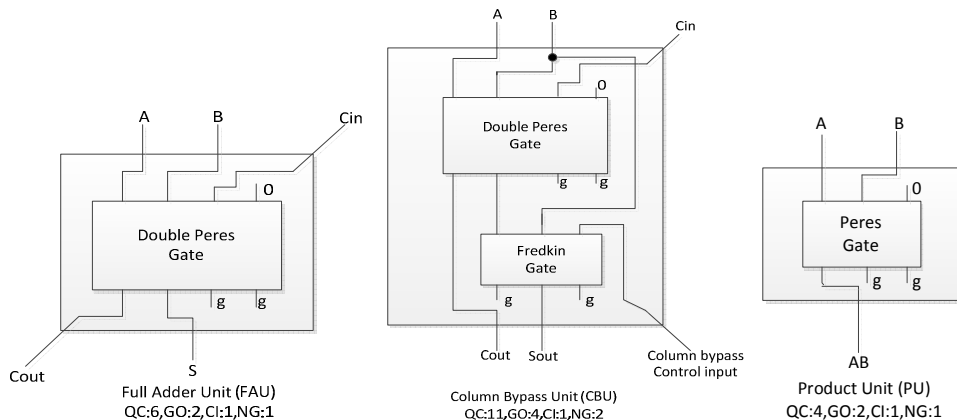 A
B
Cin
0
Double Peres
Gate
g
g
Cout
S
Full Adder Unit (FAU)
QC:6,GO:2,CI:1,NG:1
A
B
Cin
0
Double Peres
Gate
g
g
Fredkin
Gate
g
g
Cout
Sout
Column bypass
Control input
Column Bypass Unit (CBU)
QC:11,GO:4,CI:1,NG:2
A
B
0
Peres
Gate
g
g
AB
Product Unit (PU)
QC:4,GO:2,CI:1,NG:1